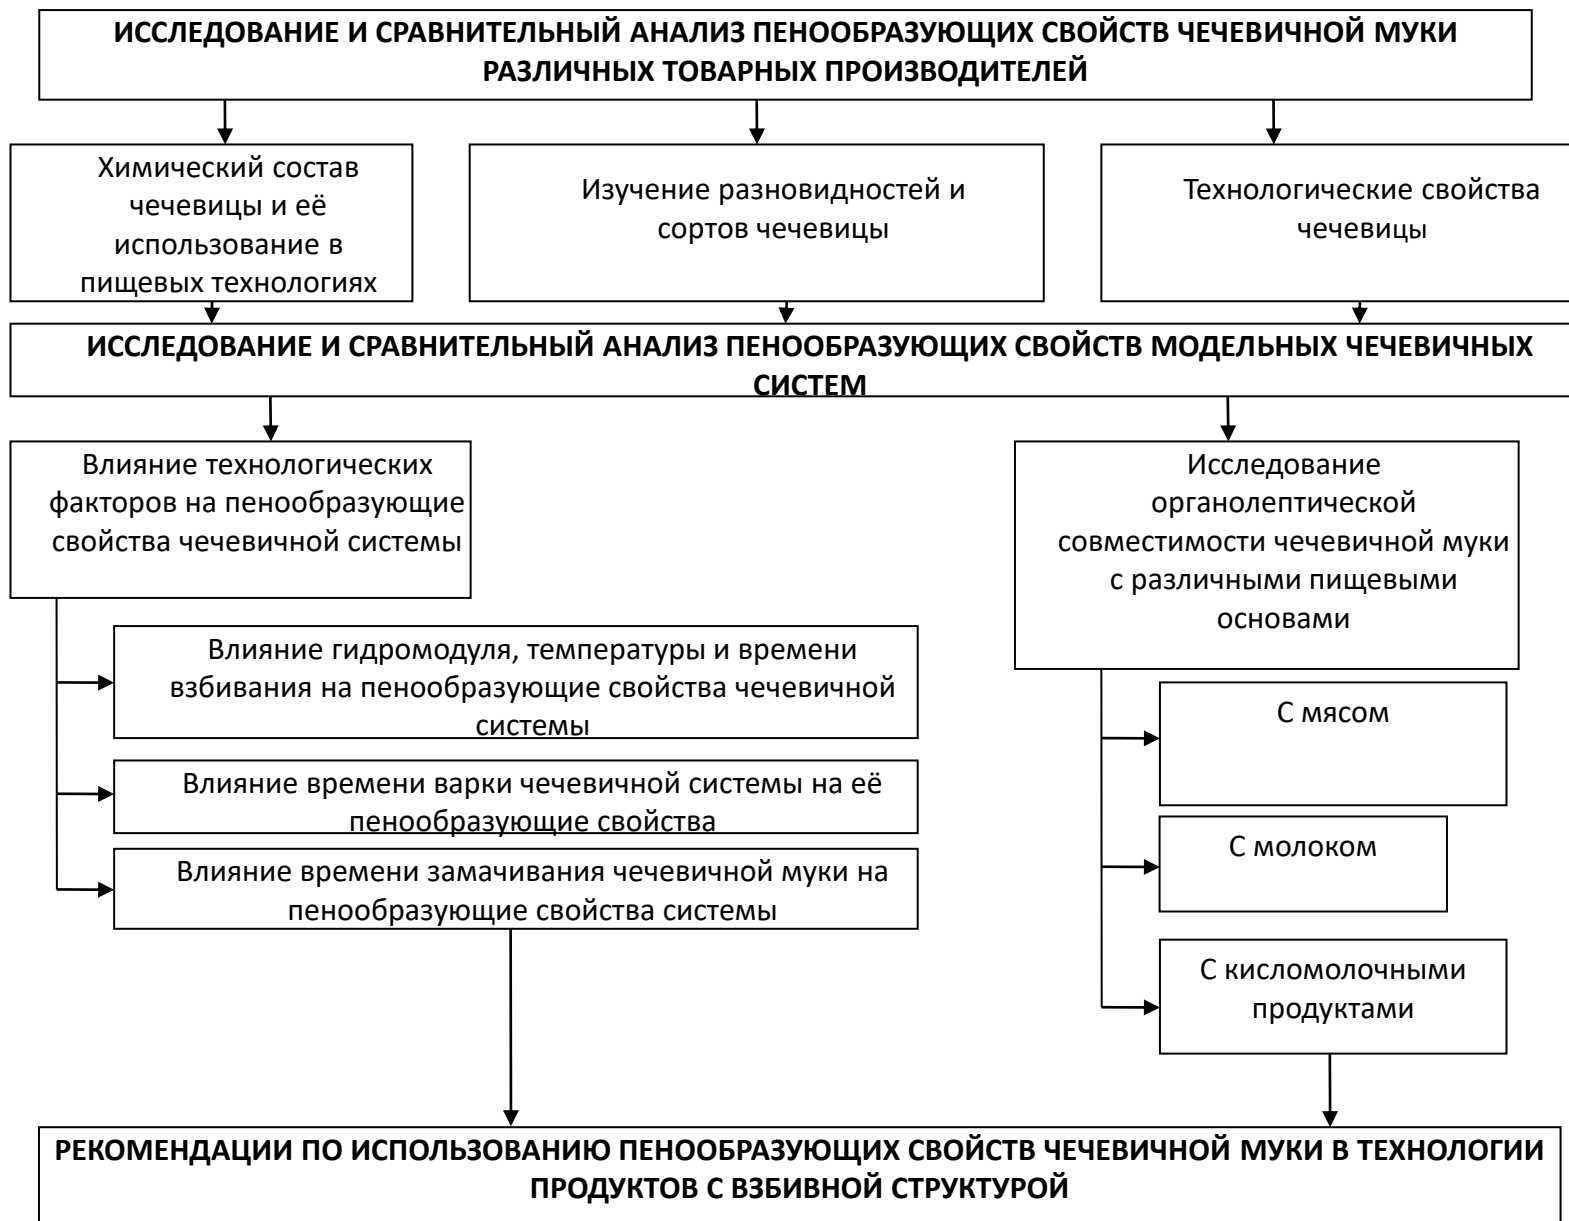 ИССЛЕДОВАНИЕ И СРАВНИТЕЛЬНЫЙ АНАЛИЗ ПЕНООБРАЗУЮЩИХ СВОЙСТВ ЧЕЧЕВИЧНОЙ МУКИ
РАЗЛИЧНЫХ ТОВАРНЫХ ПРОИЗВОДИТЕЛЕЙ
Химический состав
чечевицы и её
использование в
пищевых технологиях
Изучение разновидностей и
сортов чечевицы
Технологические свойства
чечевицы
ИССЛЕДОВАНИЕ И СРАВНИТЕЛЬНЫЙ АНАЛИЗ ПЕНООБРАЗУЮЩИХ СВОЙСТВ МОДЕЛЬНЫХ ЧЕЧЕВИЧНЫХ
СИСТЕМ
Влияние технологических
факторов на пенообразующие
свойства чечевичной системы
Влияние гидромодуля, температуры и времени
взбивания на пенообразующие свойства чечевичной
системы
Влияние времени варки чечевичной системы на её
пенообразующие свойства
Влияние времени замачивания чечевичной муки на
пенообразующие свойства системы
Исследование
органолептической
совместимости чечевичной муки
с различными пищевыми
основами
С мясом
С молоком
С кисломолочными
продуктами
РЕКОМЕНДАЦИИ ПО ИСПОЛЬЗОВАНИЮ ПЕНООБРАЗУЮЩИХ СВОЙСТВ ЧЕЧЕВИЧНОЙ МУКИ В ТЕХНОЛОГИИ
ПРОДУКТОВ С ВЗБИВНОЙ СТРУКТУРОЙ